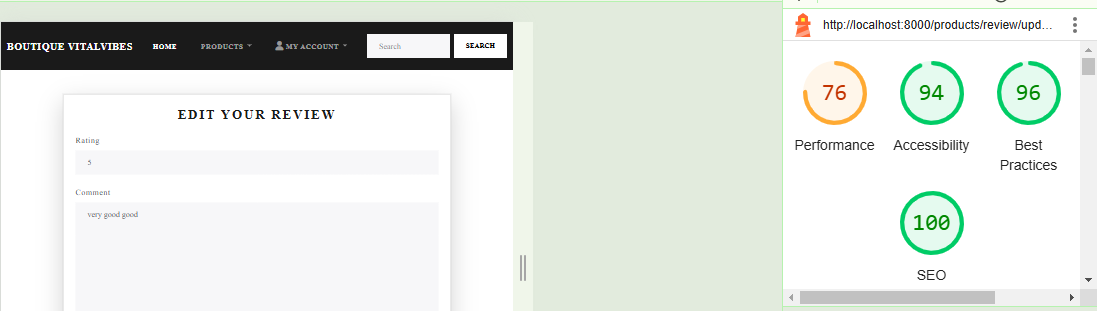 BOUTIQUE VITALVIBES HOME PRODUCTS MY ACCOUNT Search SEARCH
EDIT YOUR REVIEW
Rating
5
Comment
very good good
http://localhost:8000/products/review/upd...
76 94 96
Performance Accessibility Best
Practices
100
SEO